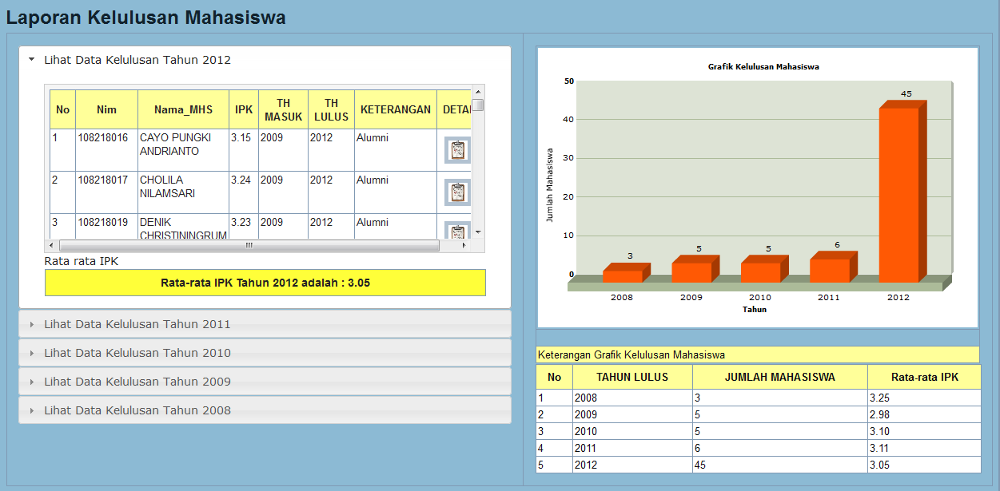 Laporan Kelulusan Mahasiswa
Lihat Data Kelulusan Tahun 2012
No Nim Nama_MHS IPK TH MASUK TH LULUS KETERANGAN DETAI
1 108218016 CAYO PUNGKI ANDRIANTO 3.15 2009 2012 Alumni
2 108218017 CHOLILA NILAMSARI 3.24 2009 2012 Alumni
3 108218019 DENIK CHRISTININGRUM 3.23 2009 2012 Alumni
Rata rata IPK
Rata-rata IPK Tahun 2012 adalah : 3.05
Lihat Data Kelulusan Tahun 2011
Lihat Data Kelulusan Tahun 2010
Lihat Data Kelulusan Tahun 2009
Lihat Data Kelulusan Tahun 2008
Grafik Kelulusan Mahasiswa
Jumlah Mahasiswa
50
40
30
20
10
0
3 5 5 6 45
2008 2009 2010 2011 2012
Tahun
Keterangan Grafik Kelulusan Mahasiswa
No TAHUN LULUS JUMLAH MAHASISWA Rata-rata IPK
1 2008 3 3.25
2 2009 5 2.98
3 2010 5 3.10
4 2011 6 3.11
5 2012 45 3.05